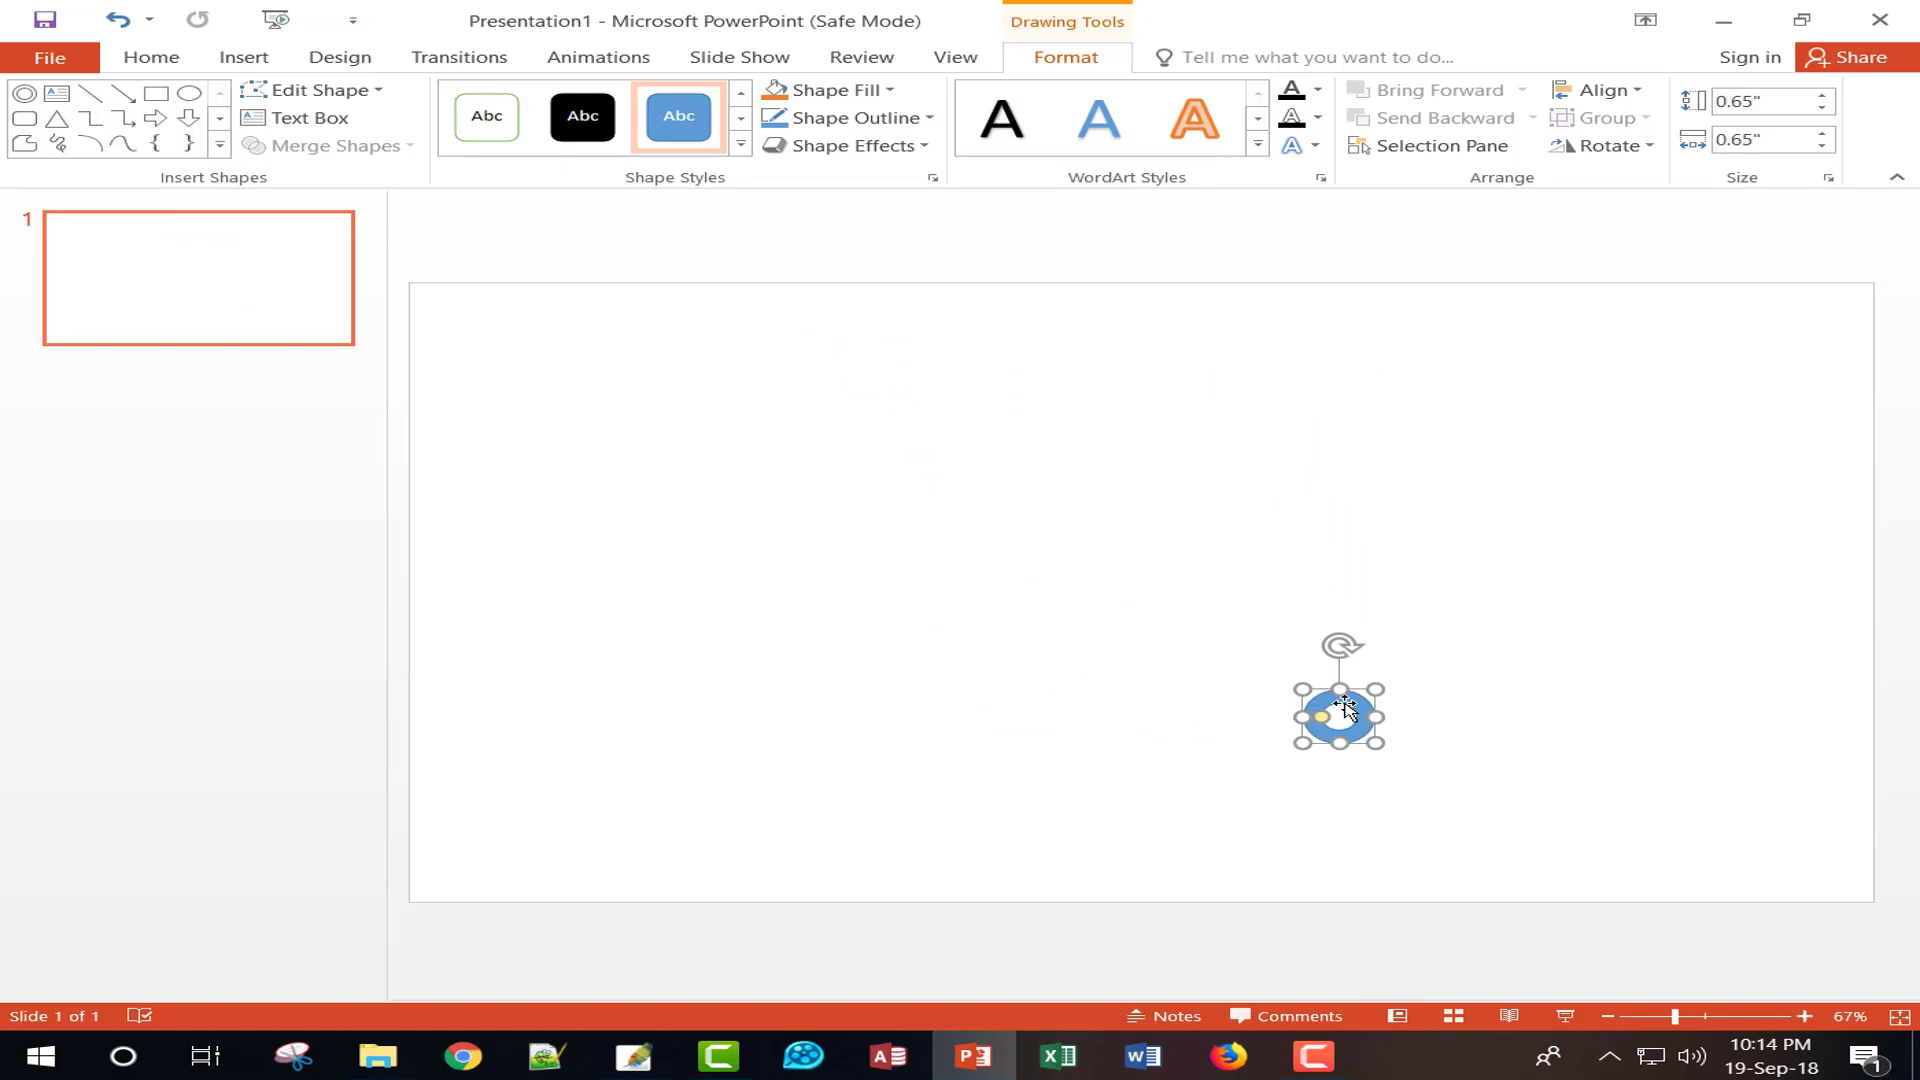 Presentation1 - Microsoft PowerPoint (Safe Mode)
Drawing Tools
File Home Insert Design Transitions Animations Slide Show Review View Format Tell me what you want to do... Sign in Share
Edit Shape
Text Box
Merge Shapes
Insert Shapes
Abc Abc Abc
Shape Fill
Shape Outline
Shape Effects
Shape Styles
A A A
A
A
A
WordArt Styles
Bring Forward
Send Backward
Selection Pane
Align
Group
Rotate
Arrange
0.65"
0.65"
Size
1
Slide 1 of 1
Notes
Comments
67%
10:14 PM
19-Sep-18
1